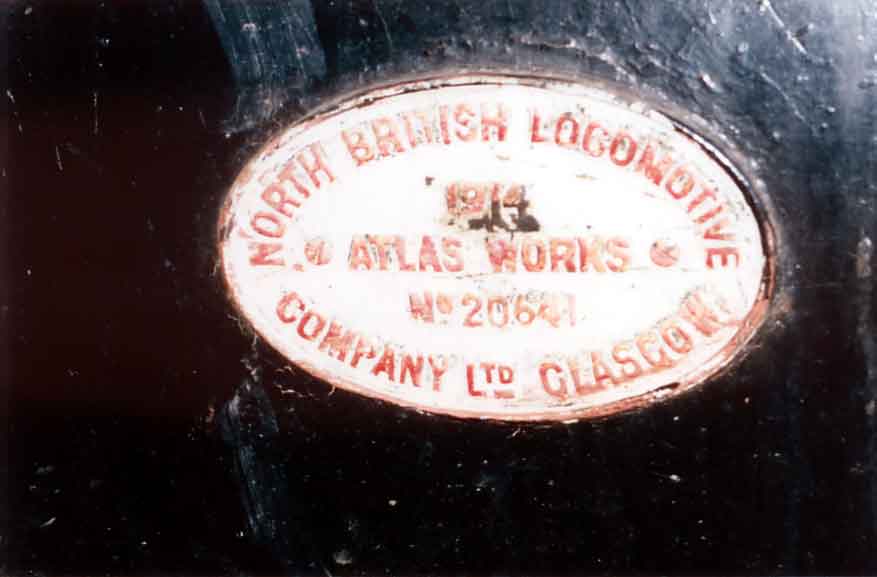 NORTH BRITISH LOCOMOTIVE
1914
ATLAS WORKS
No 20641
COMPANY LTD GLASGOW